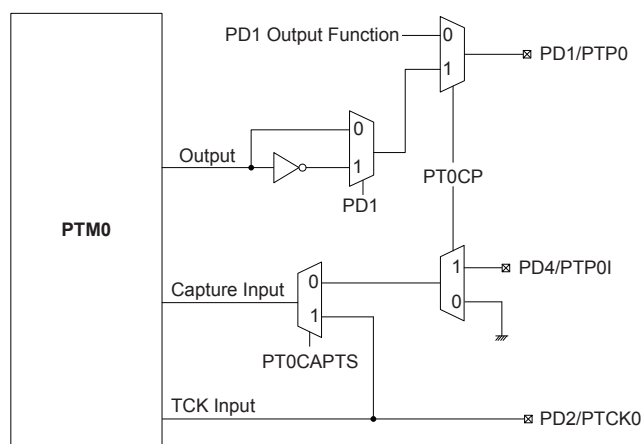 PD1 Output Function
0
1
PD1/PTP0
Output
0
1
PD1
PT0CP
PTM0
1
0
PD4/PTP0I
Capture Input
0
1
PT0CAPTS
TCK Input
PD2/PTCK0